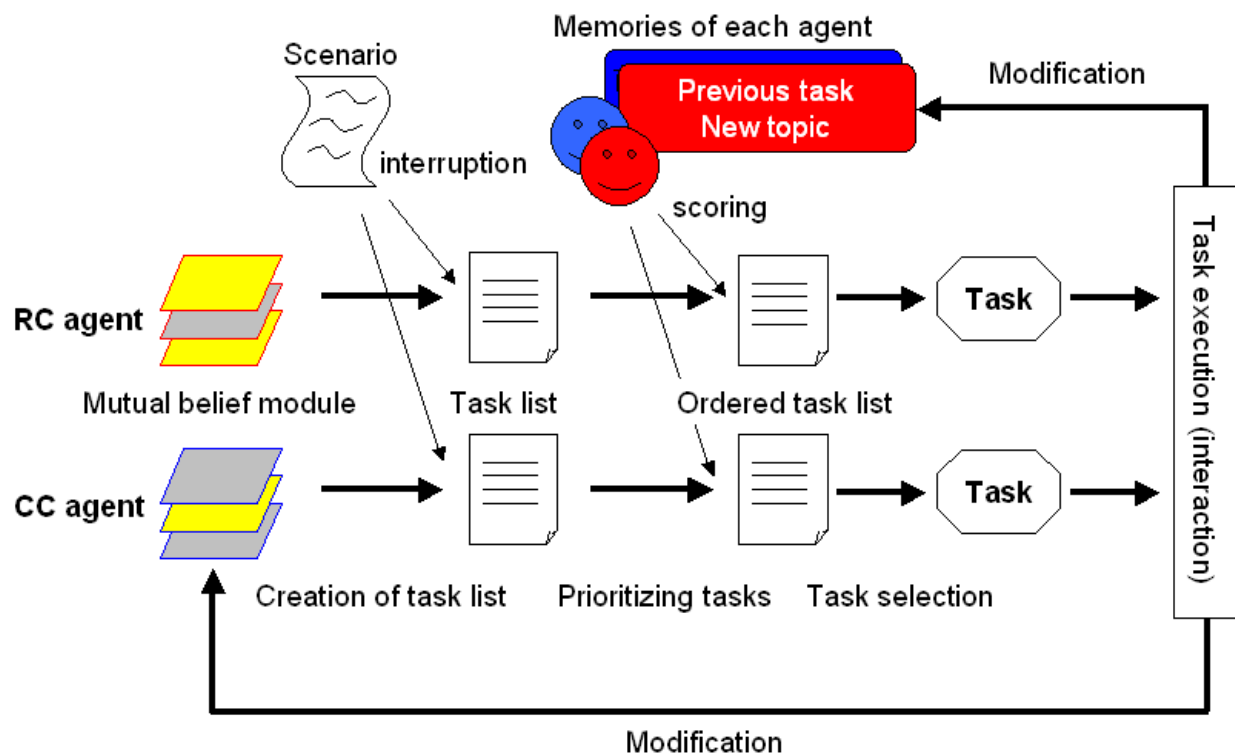 Memories of each agent
Scenario
Modification
Previous task
New topic
interruption
scoring
RC agent
Task
Mutual belief module
Task list
Ordered task list
Task execution (interaction)
CC agent
Task
Creation of task list
Prioritizing tasks
Task selection
Modification